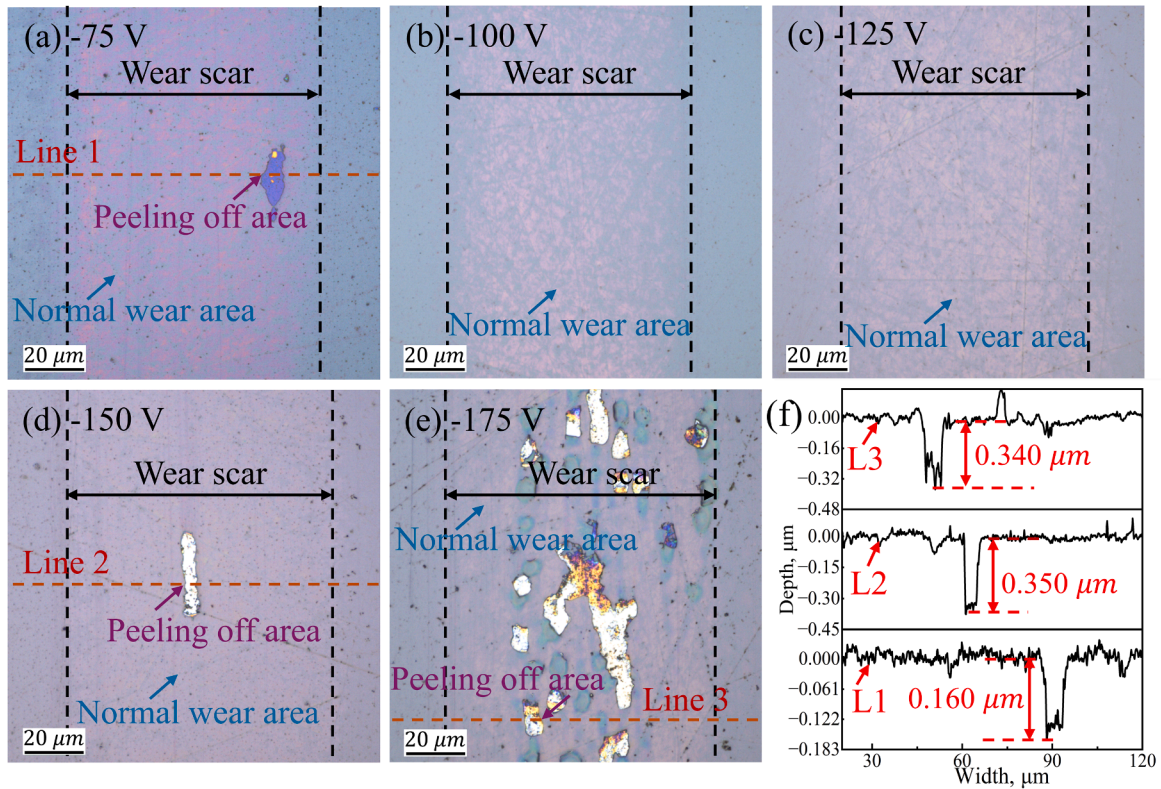 (a) -75 V
Wear scar
Line 1
Peeling off area
Normal wear area
20 μm
(b) -100 V
Wear scar
Normal wear area
20 μm
(c) -125 V
Wear scar
Normal wear area
20 μm
(d) -150 V
Wear scar
Line 2
Peeling off area
Normal wear area
20 μm
(e) -175 V
Wear scar
Normal wear area
Peeling off area
Line 3
20 μm
(f)
Depth, μm
0.00
−0.16
−0.32
−0.48
L3
0.340 μm
0.00
−0.15
−0.30
−0.45
L2
0.350 μm
0.000
−0.061
−0.122
−0.183
L1
0.160 μm
30 60 90 120
Width, μm